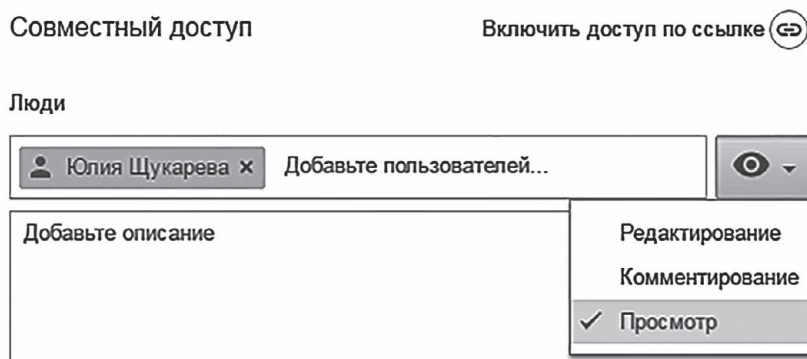 Совместный доступ Включить доступ по ссылке
Люди
Юлия Щукарева × Добавьте пользователей...
Добавьте описание
Редактирование
Комментирование
✓ Просмотр